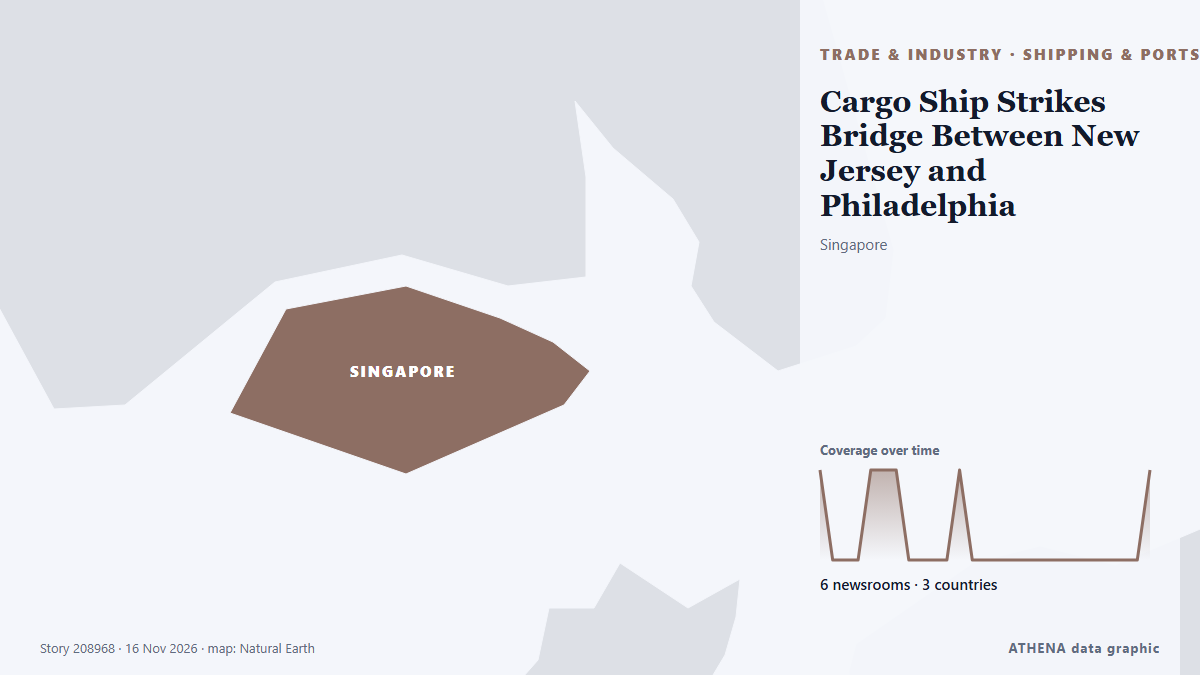 TRADE & INDUSTRY · SHIPPING & PORTS
Cargo Ship Strikes
Bridge Between New
Jersey and
Philadelphia
Singapore
SINGAPORE
Coverage over time
6 newsrooms · 3 countries
Story 208968 · 16 Nov 2026 · map: Natural Earth
ATHENA data graphic